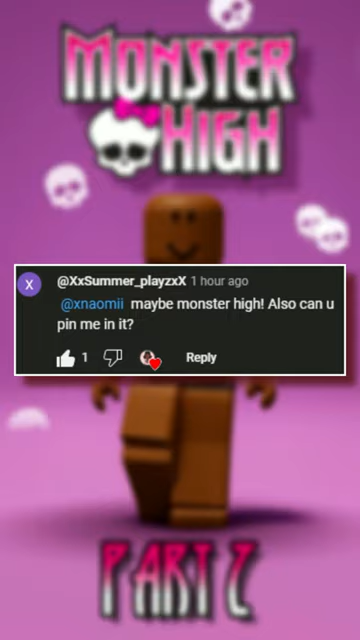 MONSTER
HIGH
X
@XxSummer_playzxX 1 hour ago
@xnaomii maybe monster high! Also can u
pin me in it?
1
Reply
PART 2